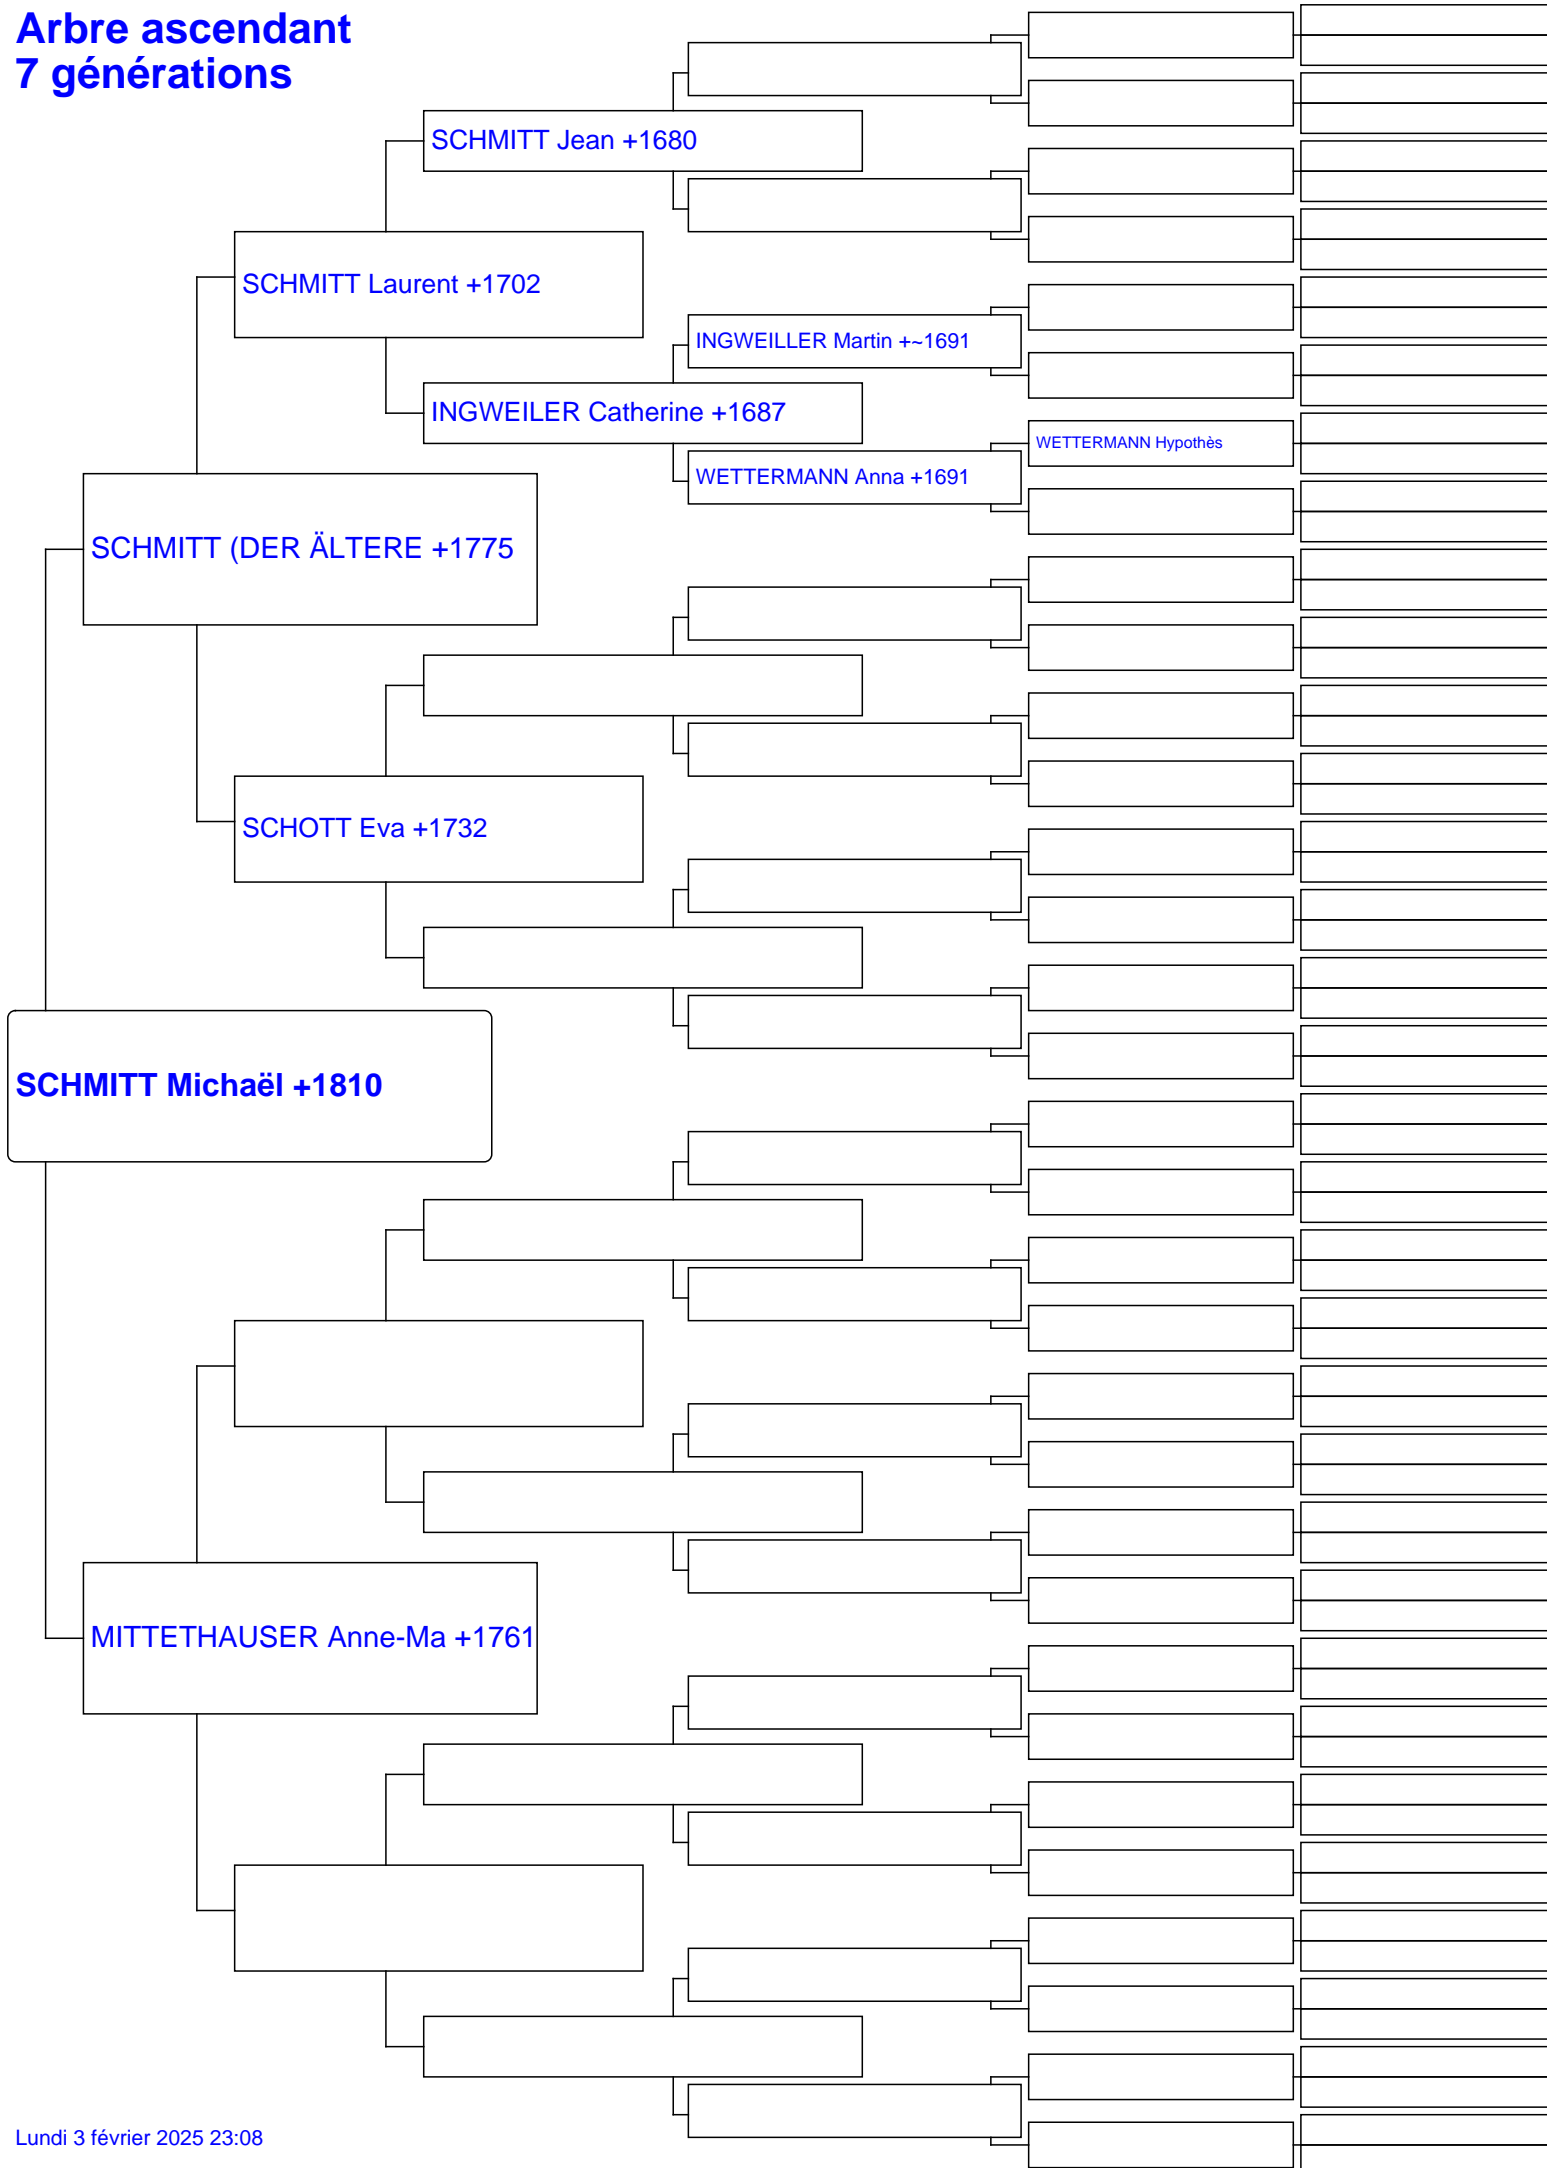 Arbre ascendant
7 générations
SCHMITT Jean +1680
SCHMITT Laurent +1702
INGWEILLER Martin +~1691
INGWEILER Catherine +1687
WETTERMANN Hypothès
WETTERMANN Anna +1691
SCHMITT (DER ÄLTERE +1775
SCHOTT Eva +1732
SCHMITT Michaël +1810
MITTETHAUSER Anne-Ma +1761
Lundi 3 février 2025 23:08